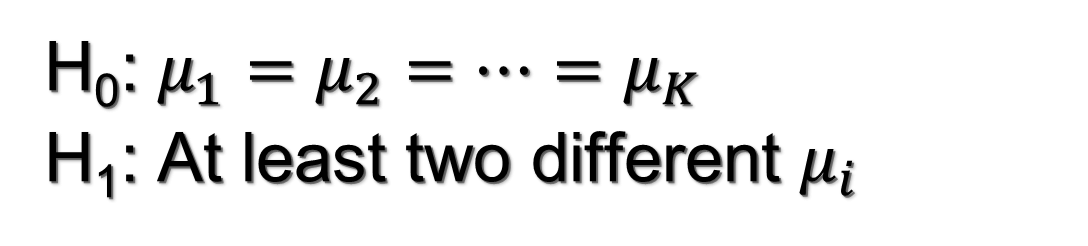 H₀: μ₁ = μ₂ = ⋯ = μ_K
H₁: At least two different μᵢ